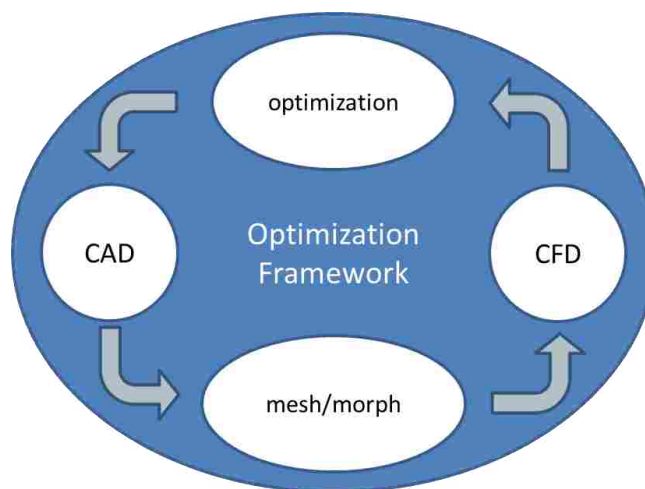 optimization
Optimization
Framework
CAD
CFD
mesh/morph